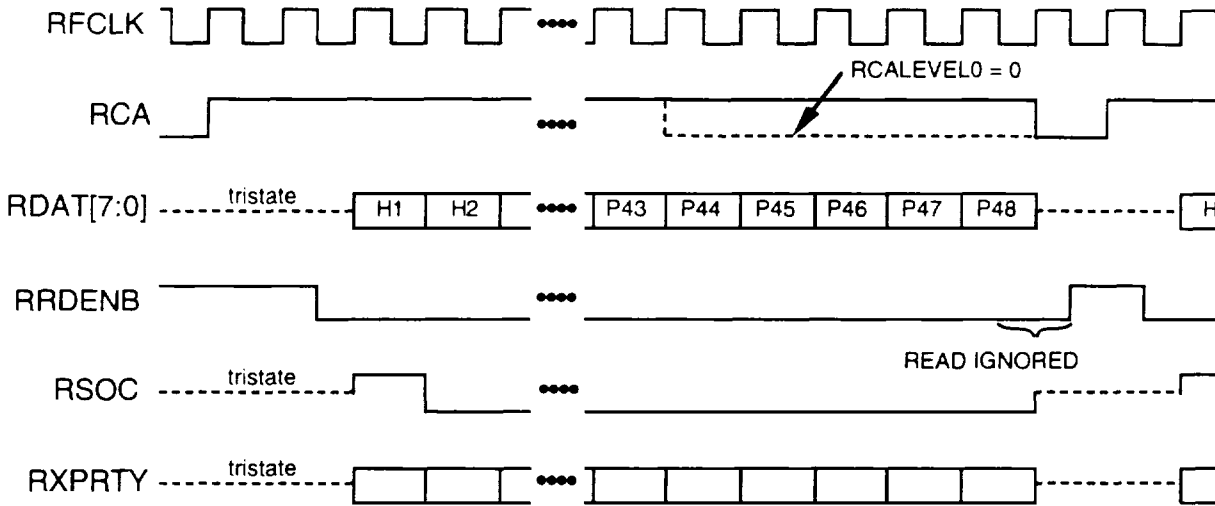 RFCLK
RCALEVEL0 = 0
RCA
RDAT[7:0] tristate H1 H2 P43 P44 P45 P46 P47 P48 H
RRDENB
READ IGNORED
RSOC tristate
RXPRTY tristate